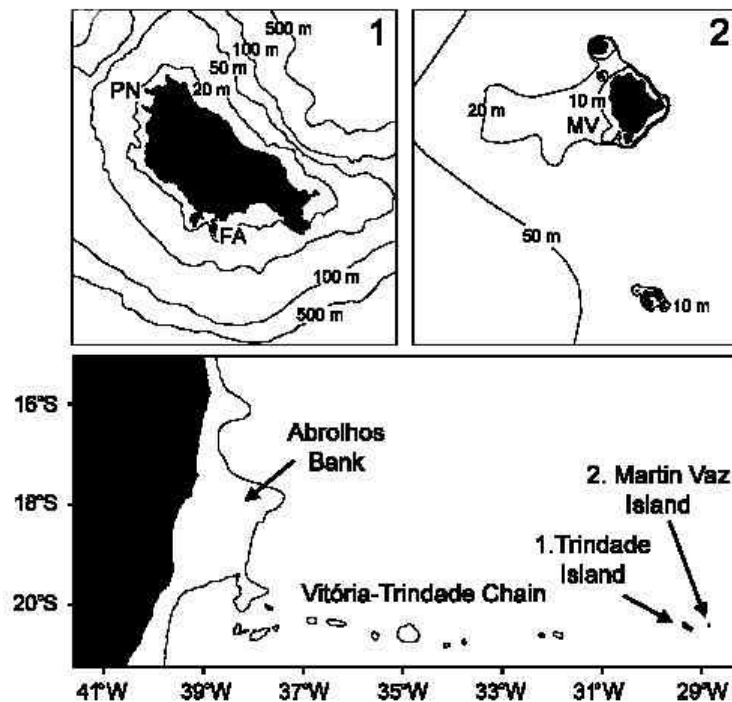 500 m
1
100 m
50 m
20 m
PN
FA
100 m
500 m
2
10 m
20 m
MV
50 m
10 m
16°S
18°S
20°S
Abrolhos
Bank
2. Martin Vaz
Island
1.Trindade
Island
Vitória-Trindade Chain
41°W 39°W 37°W 35°W 33°W 31°W 29°W